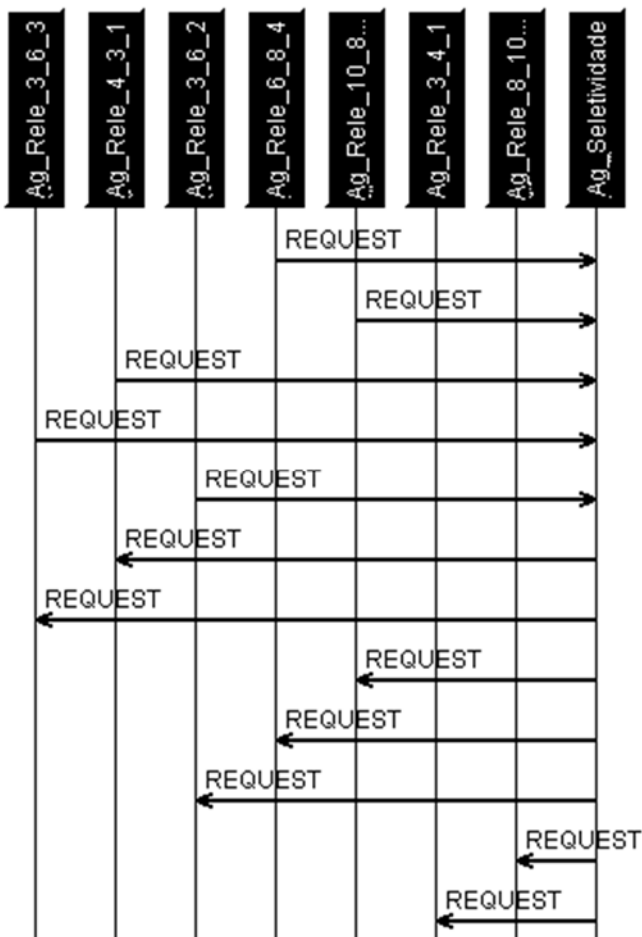 Ag_Rele_3_6_3
Ag_Rele_4_3_1
Ag_Rele_3_6_2
Ag_Rele_6_8_4
Ag_Rele_10_8...
Ag_Rele_3_4_1
Ag_Rele_8_10...
Ag_Seletividade
REQUEST
REQUEST
REQUEST
REQUEST
REQUEST
REQUEST
REQUEST
REQUEST
REQUEST
REQUEST
REQUEST
REQUEST